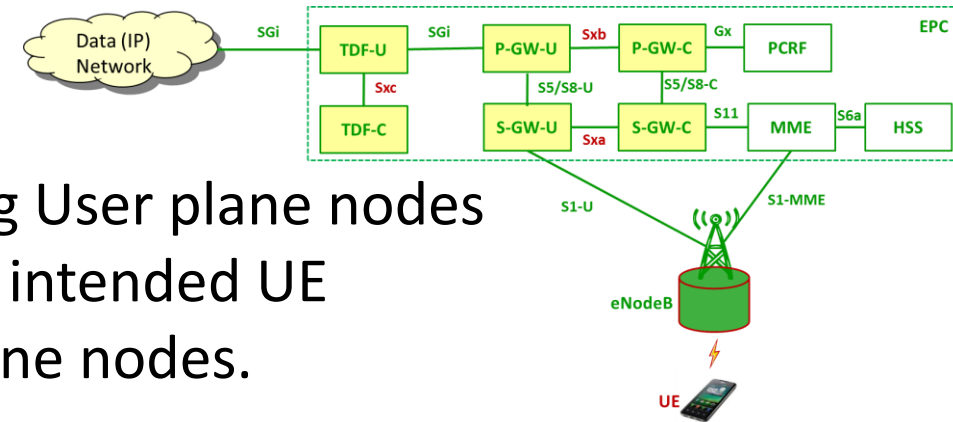 EPC
SGi
SGi
Sxb
Gx
Data (IP)
Network
TDF-U
P-GW-U
P-GW-C
PCRF
Sxc
S5/S8-U
S5/S8-C
TDF-C
S-GW-U
Sxa
S-GW-C
S11
MME
S6a
HSS
g User plane nodes
intended UE
ne nodes.
S1-U
S1-MME
eNodeB
UE